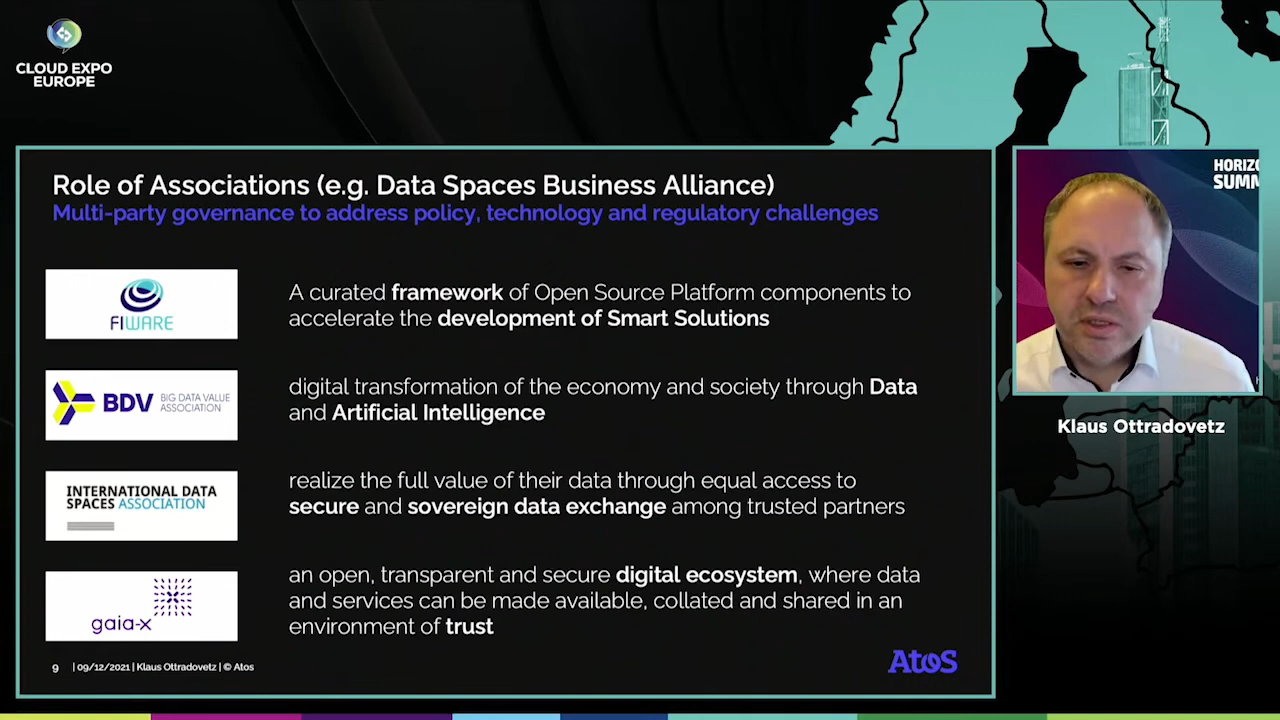 CLOUD EXPO
EUROPE
Role of Associations (e.g. Data Spaces Business Alliance)
Multi-party governance to address policy, technology and regulatory challenges
FIWARE
A curated framework of Open Source Platform components to
accelerate the development of Smart Solutions
BDV BIG DATA VALUE
ASSOCIATION
digital transformation of the economy and society through Data
and Artificial Intelligence
INTERNATIONAL DATA
SPACES ASSOCIATION
realize the full value of their data through equal access to
secure and sovereign data exchange among trusted partners
gaia-x
an open, transparent and secure digital ecosystem, where data
and services can be made available, collated and shared in an
environment of trust
9 | 09/12/2021 | Klaus Ottradovetz | © Atos
Atos
HORIZO
SUMM
Klaus Ottradovetz